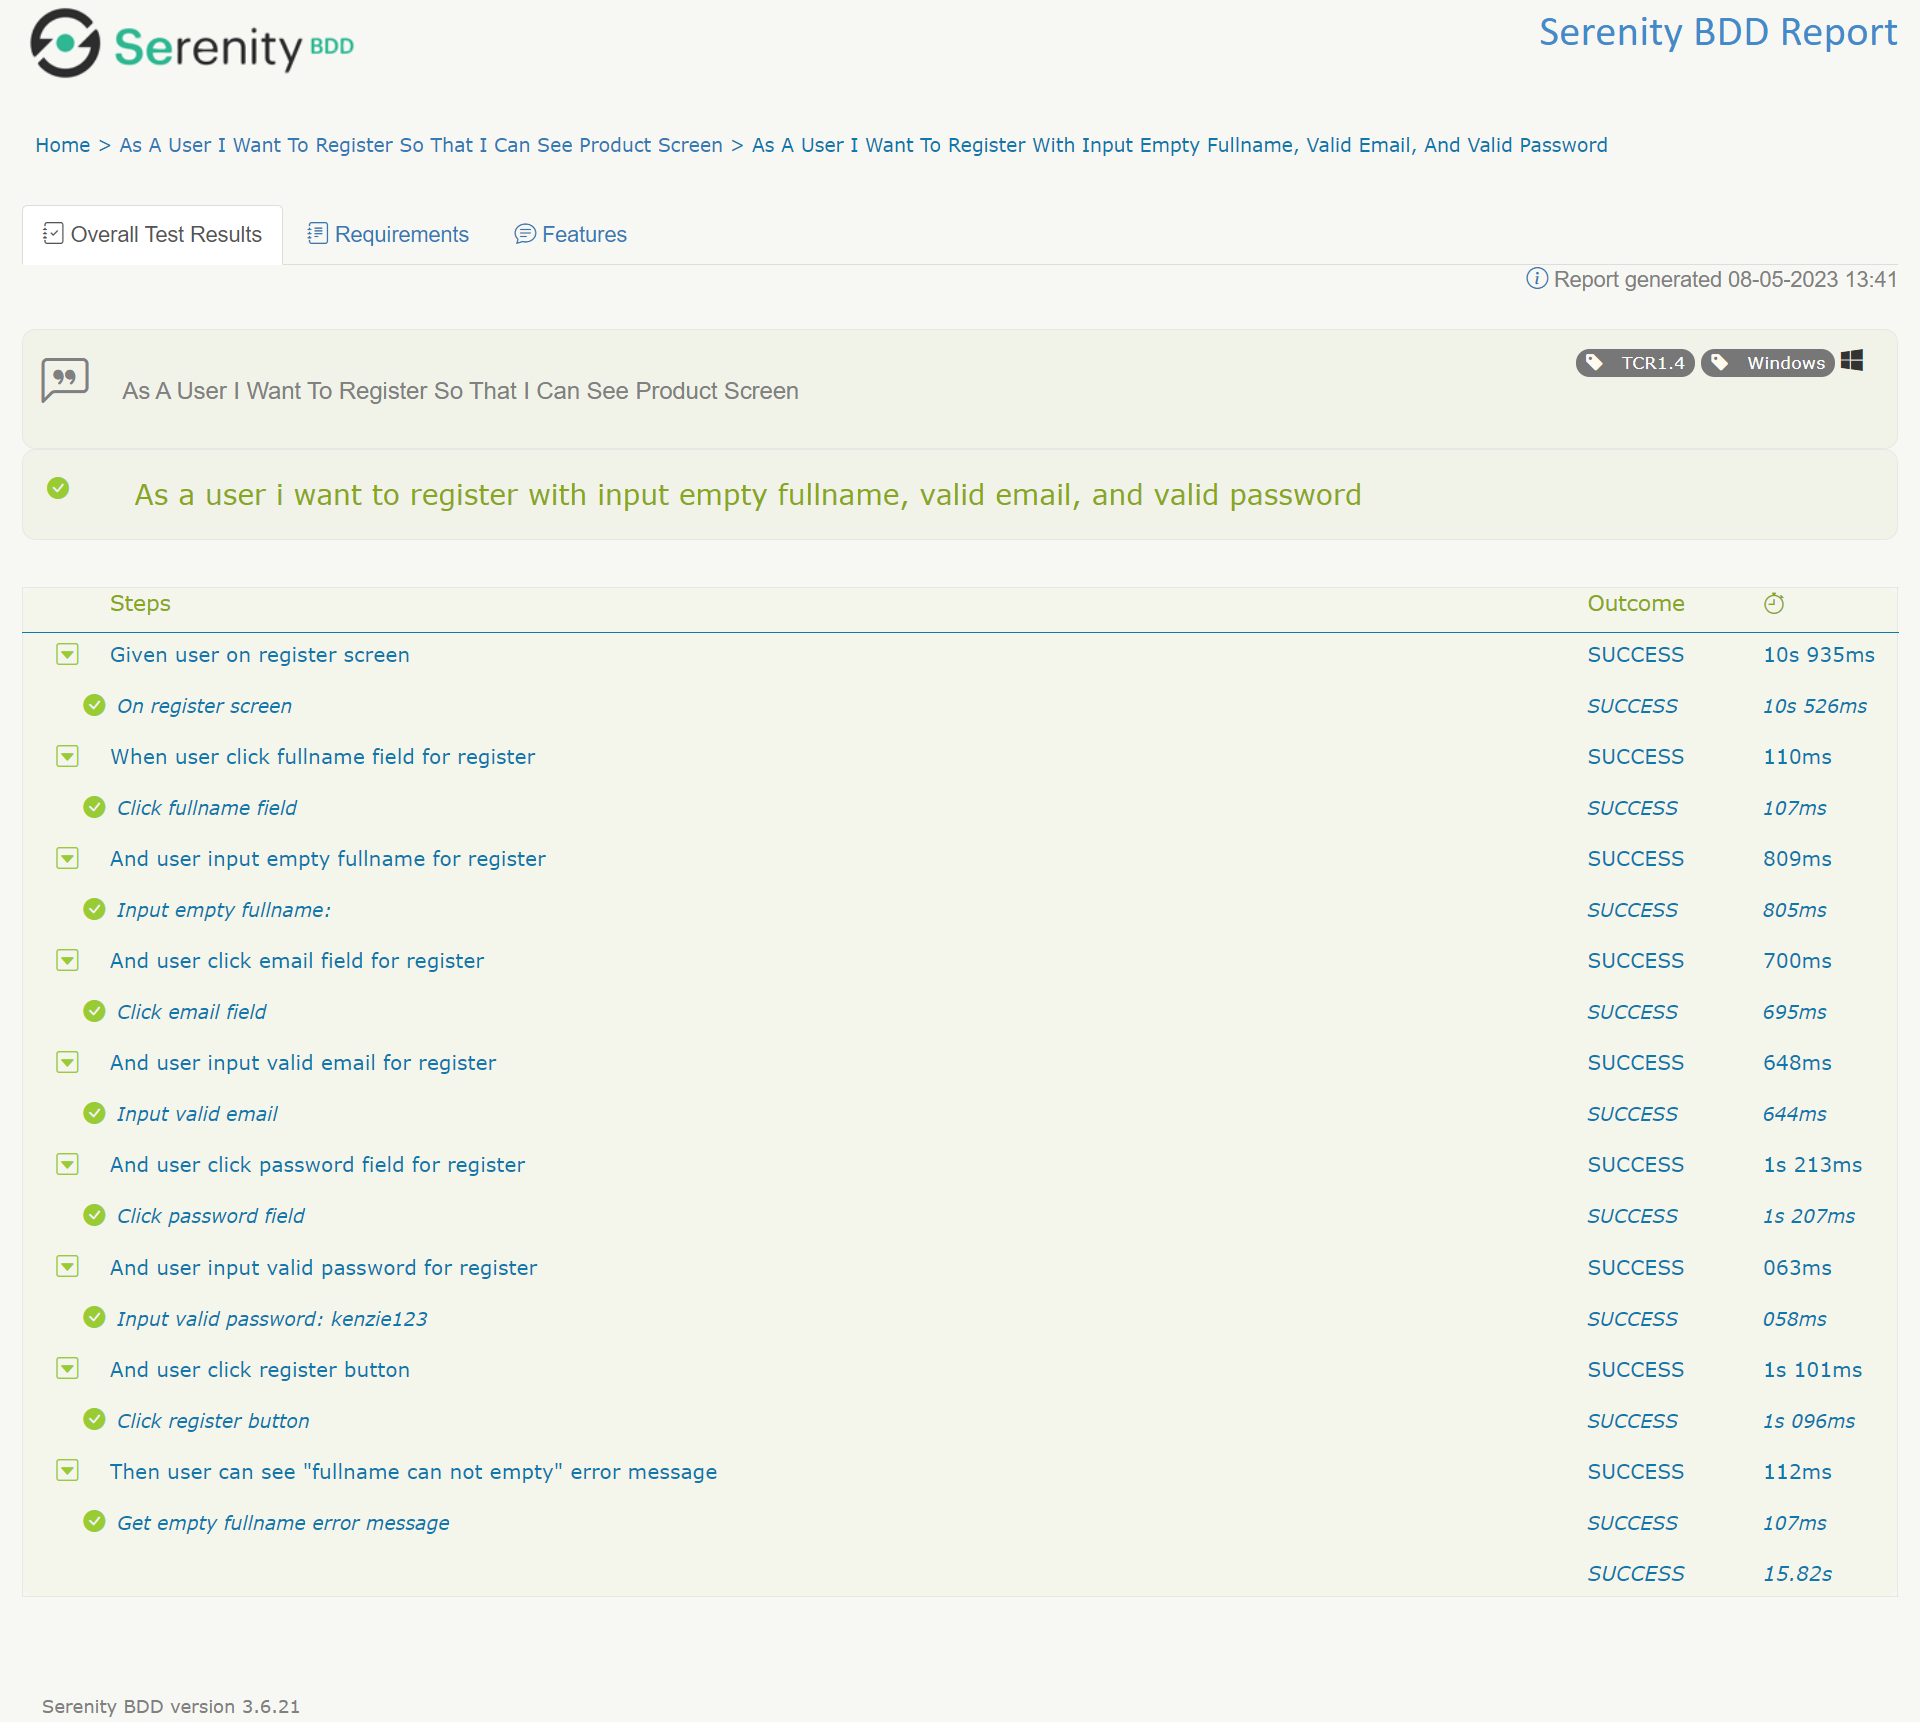 Serenity BDD
Serenity BDD Report
Home > As A User I Want To Register So That I Can See Product Screen > As A User I Want To Register With Input Empty Fullname, Valid Email, And Valid Password
Overall Test Results Requirements Features
Report generated 08-05-2023 13:41
TCR1.4 Windows
As A User I Want To Register So That I Can See Product Screen
As a user i want to register with input empty fullname, valid email, and valid password
Steps Outcome
Given user on register screen SUCCESS 10s 935ms
On register screen SUCCESS 10s 526ms
When user click fullname field for register SUCCESS 110ms
Click fullname field SUCCESS 107ms
And user input empty fullname for register SUCCESS 809ms
Input empty fullname: SUCCESS 805ms
And user click email field for register SUCCESS 700ms
Click email field SUCCESS 695ms
And user input valid email for register SUCCESS 648ms
Input valid email SUCCESS 644ms
And user click password field for register SUCCESS 1s 213ms
Click password field SUCCESS 1s 207ms
And user input valid password for register SUCCESS 063ms
Input valid password: kenzie123 SUCCESS 058ms
And user click register button SUCCESS 1s 101ms
Click register button SUCCESS 1s 096ms
Then user can see "fullname can not empty" error message SUCCESS 112ms
Get empty fullname error message SUCCESS 107ms
SUCCESS 15.82s
Serenity BDD version 3.6.21